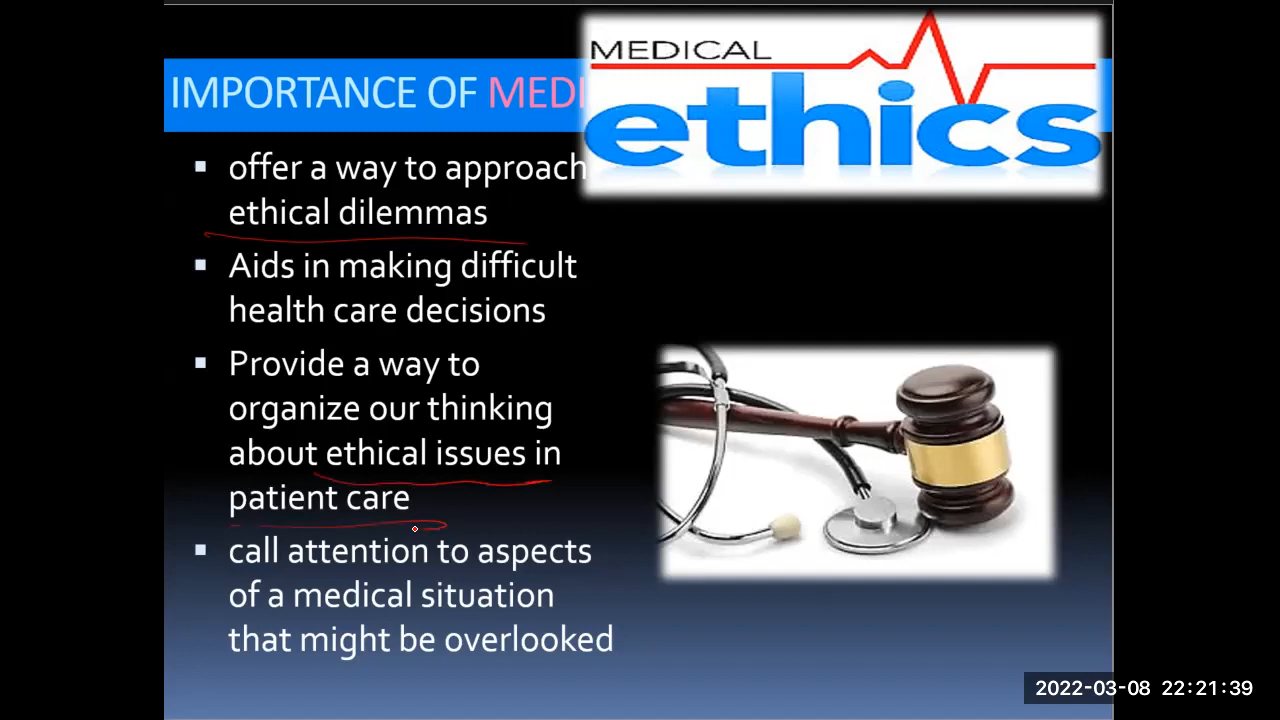 MEDICAL
ethics
IMPORTANCE OF MEDI
▪ offer a way to approach
ethical dilemmas
▪ Aids in making difficult
health care decisions
▪ Provide a way to
organize our thinking
about ethical issues in
patient care
▪ call attention to aspects
of a medical situation
that might be overlooked
2022-03-08 22:21:39